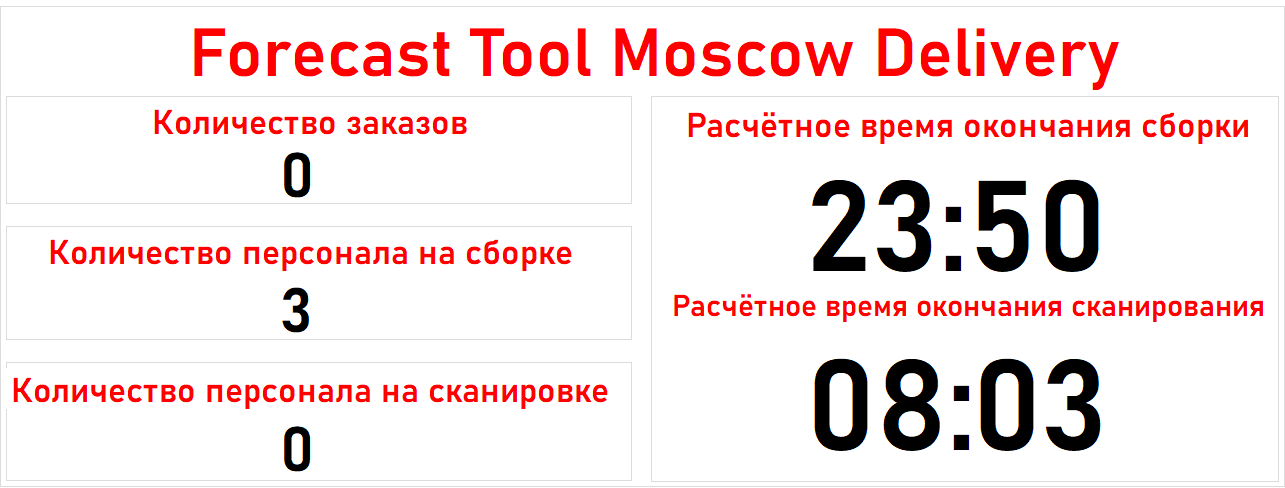 Forecast Tool Moscow Delivery
Количество заказов
0
Количество персонала на сборке
3
Количество персонала на сканировке
0
Расчётное время окончания сборки
23:50
Расчётное время окончания сканирования
08:03